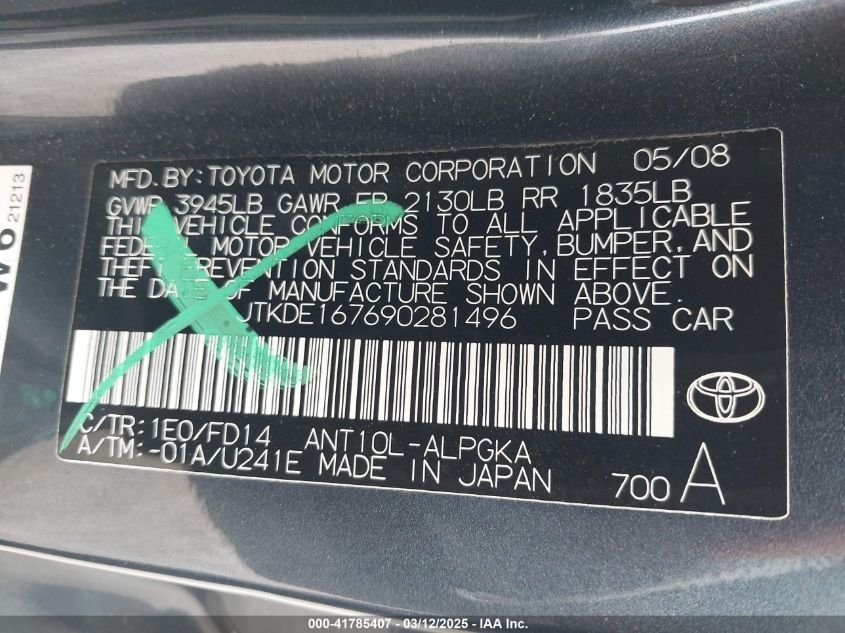 MFD.BY:TOYOTA MOTOR CORPORATION 05/08
GVWR 3945LB GAWR FR 2130LB RR 1835LB
THIS VEHICLE CONFORMS TO ALL APPLICABLE
FEDERAL MOTOR VEHICLE SAFETY, BUMPER, AND
THEFT PREVENTION STANDARDS IN EFFECT ON
THE DATE OF MANUFACTURE SHOWN ABOVE.
JTKDE167690281496 PASS CAR
C/TR:1E0/FD14 ANT10L-ALPGKA
A/TM:-01A/U241E MADE IN JAPAN
700 A
21213
000-41785407 - 03/12/2025 - IAA Inc.